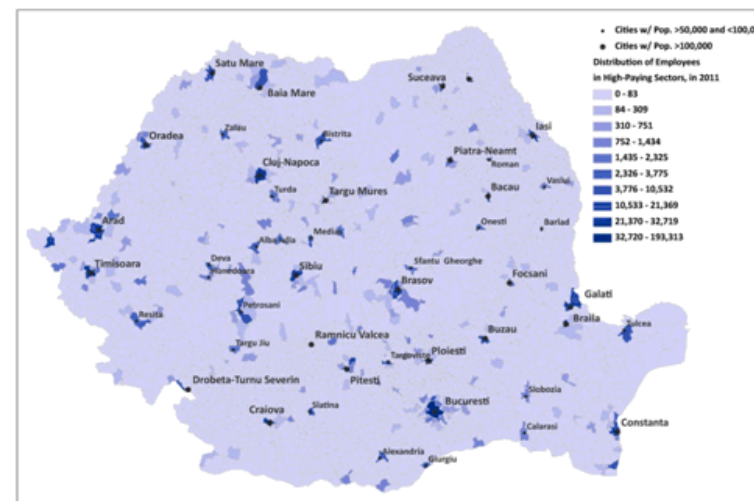 Cities w/ Pop. >50,000 and <100,0
Cities w/ Pop. >100,000
Distribution of Employees
in High-Paying Sectors, in 2011
0 - 83
84 - 309
310 - 751
752 - 1,434
1,435 - 2,325
2,326 - 3,775
3,776 - 10,532
10,533 - 21,369
21,370 - 32,719
32,720 - 193,313
Satu Mare
Suceava
Baia Mare
Zalau
Bistrita
Iasi
Oradea
Piatra-Neamt
Roman
Cluj-Napoca
Vaslui
Turda
Targu Mures
Bacau
Arad
Onesti
Barlad
Medias
Alba Iulia
Timisoara
Deva
Hunedoara
Sibiu
Sfantu Gheorghe
Brasov
Focsani
Galati
Petrosani
Resita
Braila
Tulcea
Targu Jiu
Ramnicu Valcea
Buzau
Targoviste
Ploiesti
Pitesti
Drobeta-Turnu Severin
Slobozia
Bucuresti
Craiova
Slatina
Calarasi
Constanta
Alexandria
Giurgiu